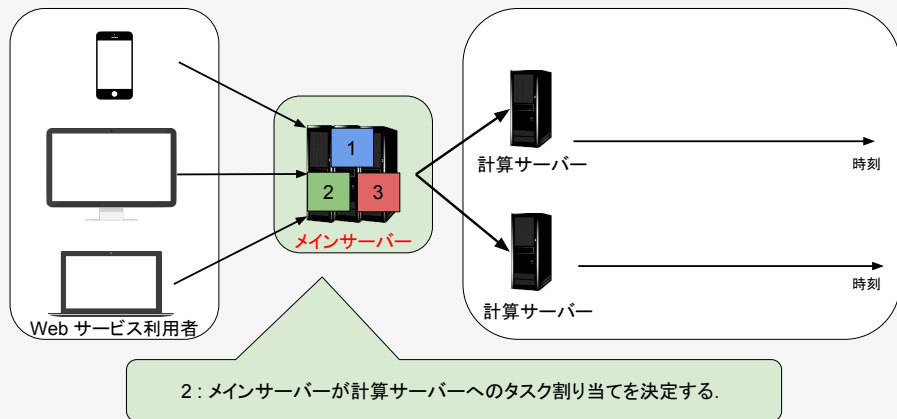 1
2
3
メインサーバー
Web サービス利用者
計算サーバー
時刻
計算サーバー
時刻
2 : メインサーバーが計算サーバーへのタスク割り当てを決定する.